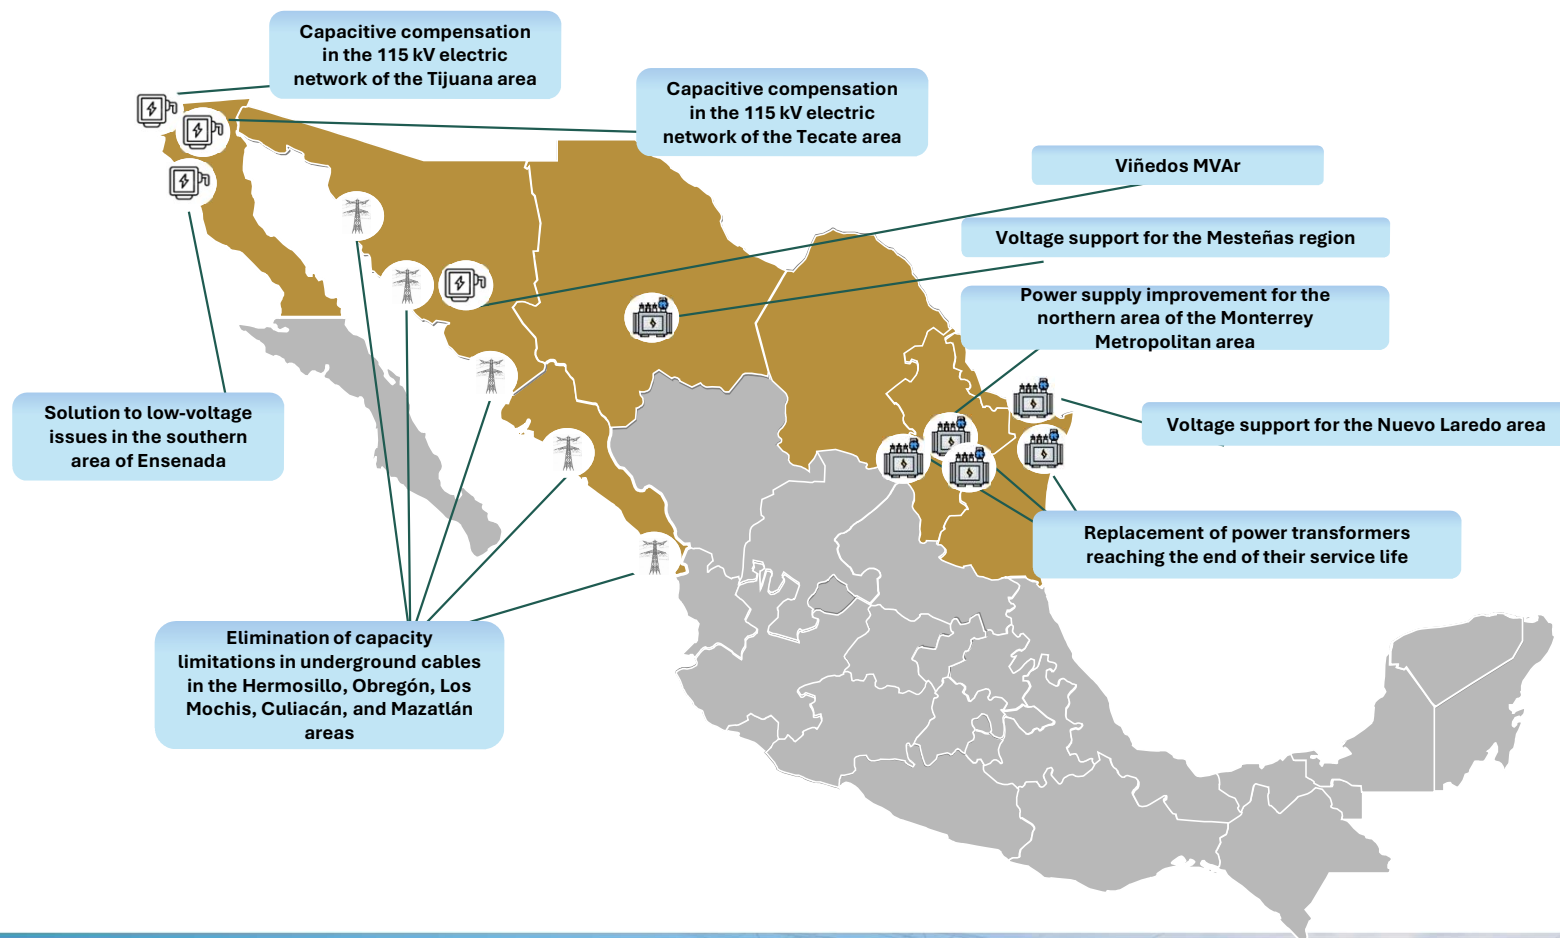 Capacitive compensation
in the 115 kV electric
network of the Tijuana area
Capacitive compensation
in the 115 kV electric
network of the Tecate area
Viñedos MVAr
Voltage support for the Mesteñas region
Power supply improvement for the
northern area of the Monterrey
Metropolitan area
Solution to low-voltage
issues in the southern
area of Ensenada
Voltage support for the Nuevo Laredo area
Replacement of power transformers
reaching the end of their service life
Elimination of capacity
limitations in underground cables
in the Hermosillo, Obregón, Los
Mochis, Culiacán, and Mazatlán
areas